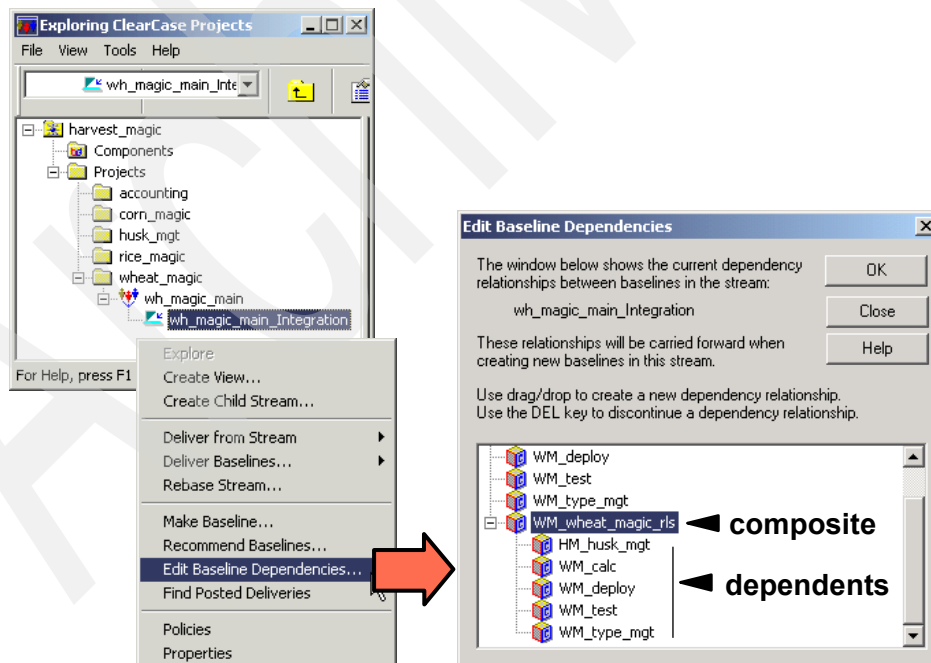 Exploring ClearCase Projects
File View Tools Help
wh_magic_main_Inte
harvest_magic
Components
Projects
accounting
corn_magic
husk_mgt
rice_magic
wheat_magic
wh_magic_main
wh_magic_main_Integration
For Help, press F1
Explore
Create View...
Create Child Stream...
Deliver from Stream
Deliver Baselines...
Rebase Stream...
Make Baseline...
Recommend Baselines...
Edit Baseline Dependencies...
Find Posted Deliveries
Policies
Properties
Edit Baseline Dependencies
The window below shows the current dependency
relationships between baselines in the stream:
wh_magic_main_Integration
These relationships will be carried forward when
creating new baselines in this stream.
OK
Close
Help
Use drag/drop to create a new dependency relationship.
Use the DEL key to discontinue a dependency relationship.
WM_deploy
WM_test
WM_type_mgt
WM_wheat_magic_rls
composite
HM_husk_mgt
WM_calc
WM_deploy
dependents
WM_test
WM_type_mgt